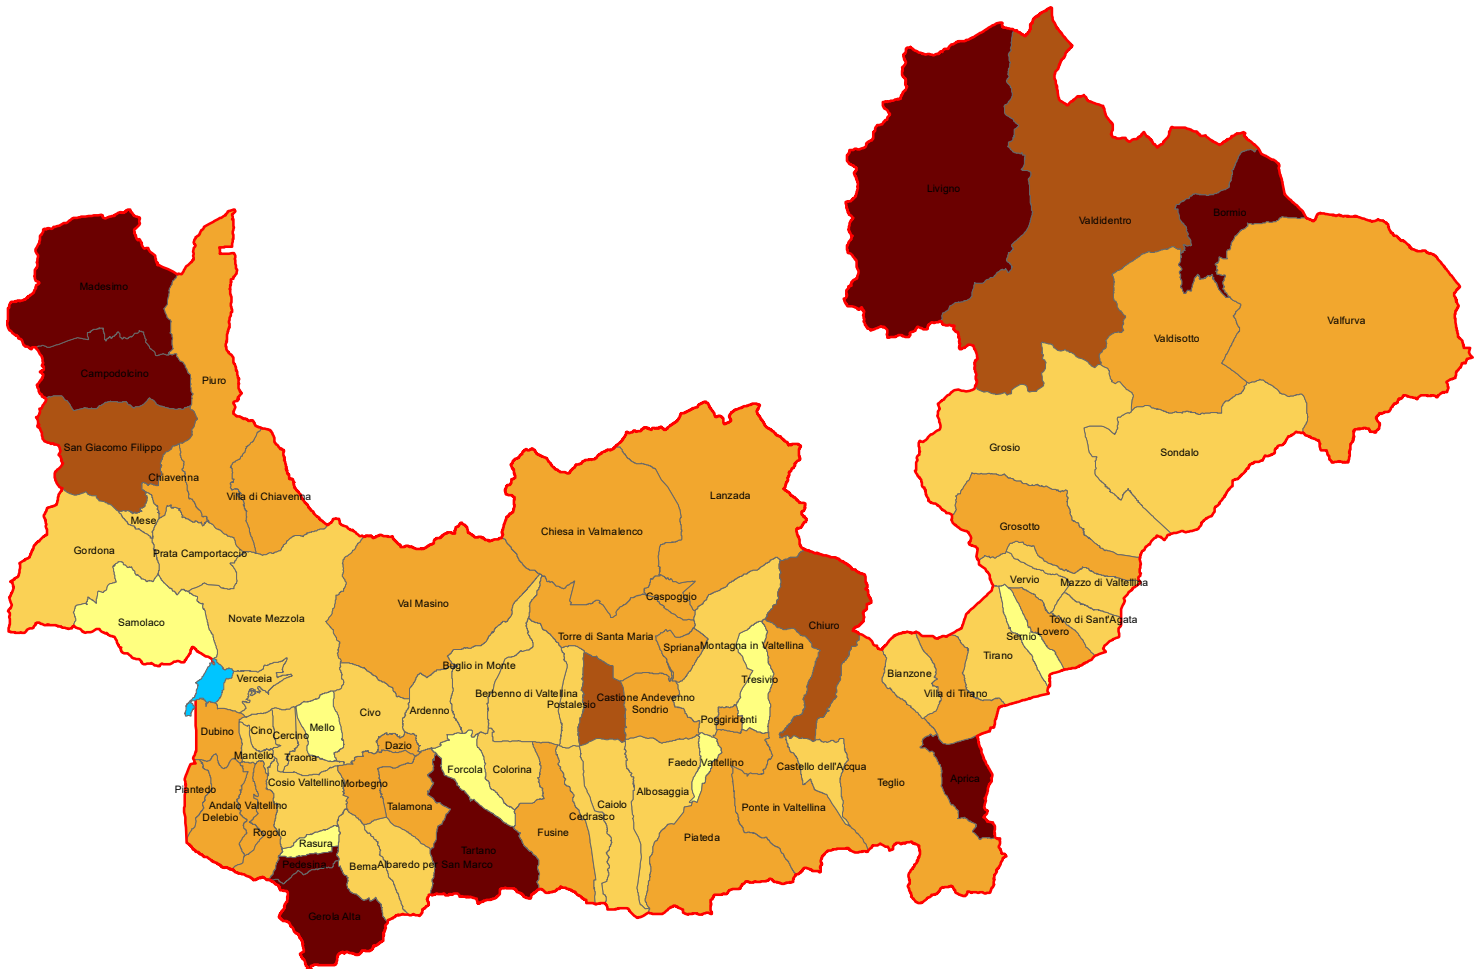 Livigno
Bormio
Valdidentro
Madesimo
Valfurva
Valdisotto
Campodolcino
Piuro
San Giacomo Filippo
Grosio
Sondalo
Chiavenna
Villa di Chiavenna
Lanzada
Mese
Chiesa in Valmalenco
Grosotto
Gordona
Prata Camportaccio
Vervio
Mazzo di Valtellina
Caspoggio
Val Masino
Samolaco
Novate Mezzola
Chiuro
Tovo di Sant'Agata
Torre di Santa Maria
Sernio
Lovero
Spriana
Montagna in Valtellina
Tirano
Buglio in Monte
Bianzone
Verceia
Tresivio
Berbenno di Valtellina
Villa di Tirano
Castione Andevenno
Postalesio
Sondrio
Civo
Ardenno
Poggiridenti
Mello
Dubino
Cino
Cercino
Dazio
Mantello
Traona
Faedo Valtellino
Castello dell'Acqua
Forcola
Colorina
Aprica
Cosio Valtellino
Morbegno
Teglio
Piantedo
Albosaggia
Andalo Valtellino
Talamona
Caiolo
Ponte in Valtellina
Delebio
Cedrasco
Rogolo
Fusine
Piateda
Rasura
Tartano
Pedesina
Bema
Albaredo per San Marco
Gerola Alta